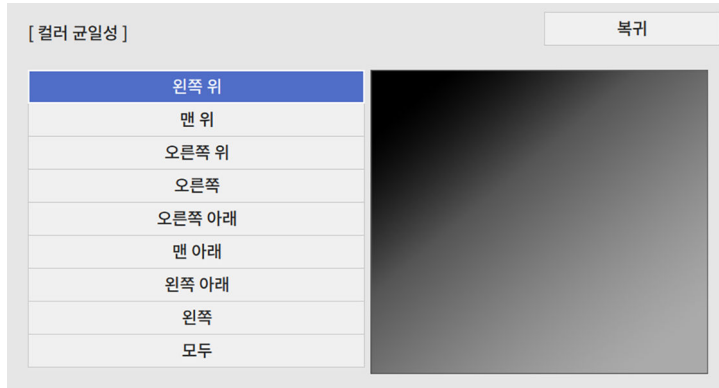 [ 컬러 균일성 ]
복귀
왼쪽 위
맨 위
오른쪽 위
오른쪽
오른쪽 아래
맨 아래
왼쪽 아래
왼쪽
모두